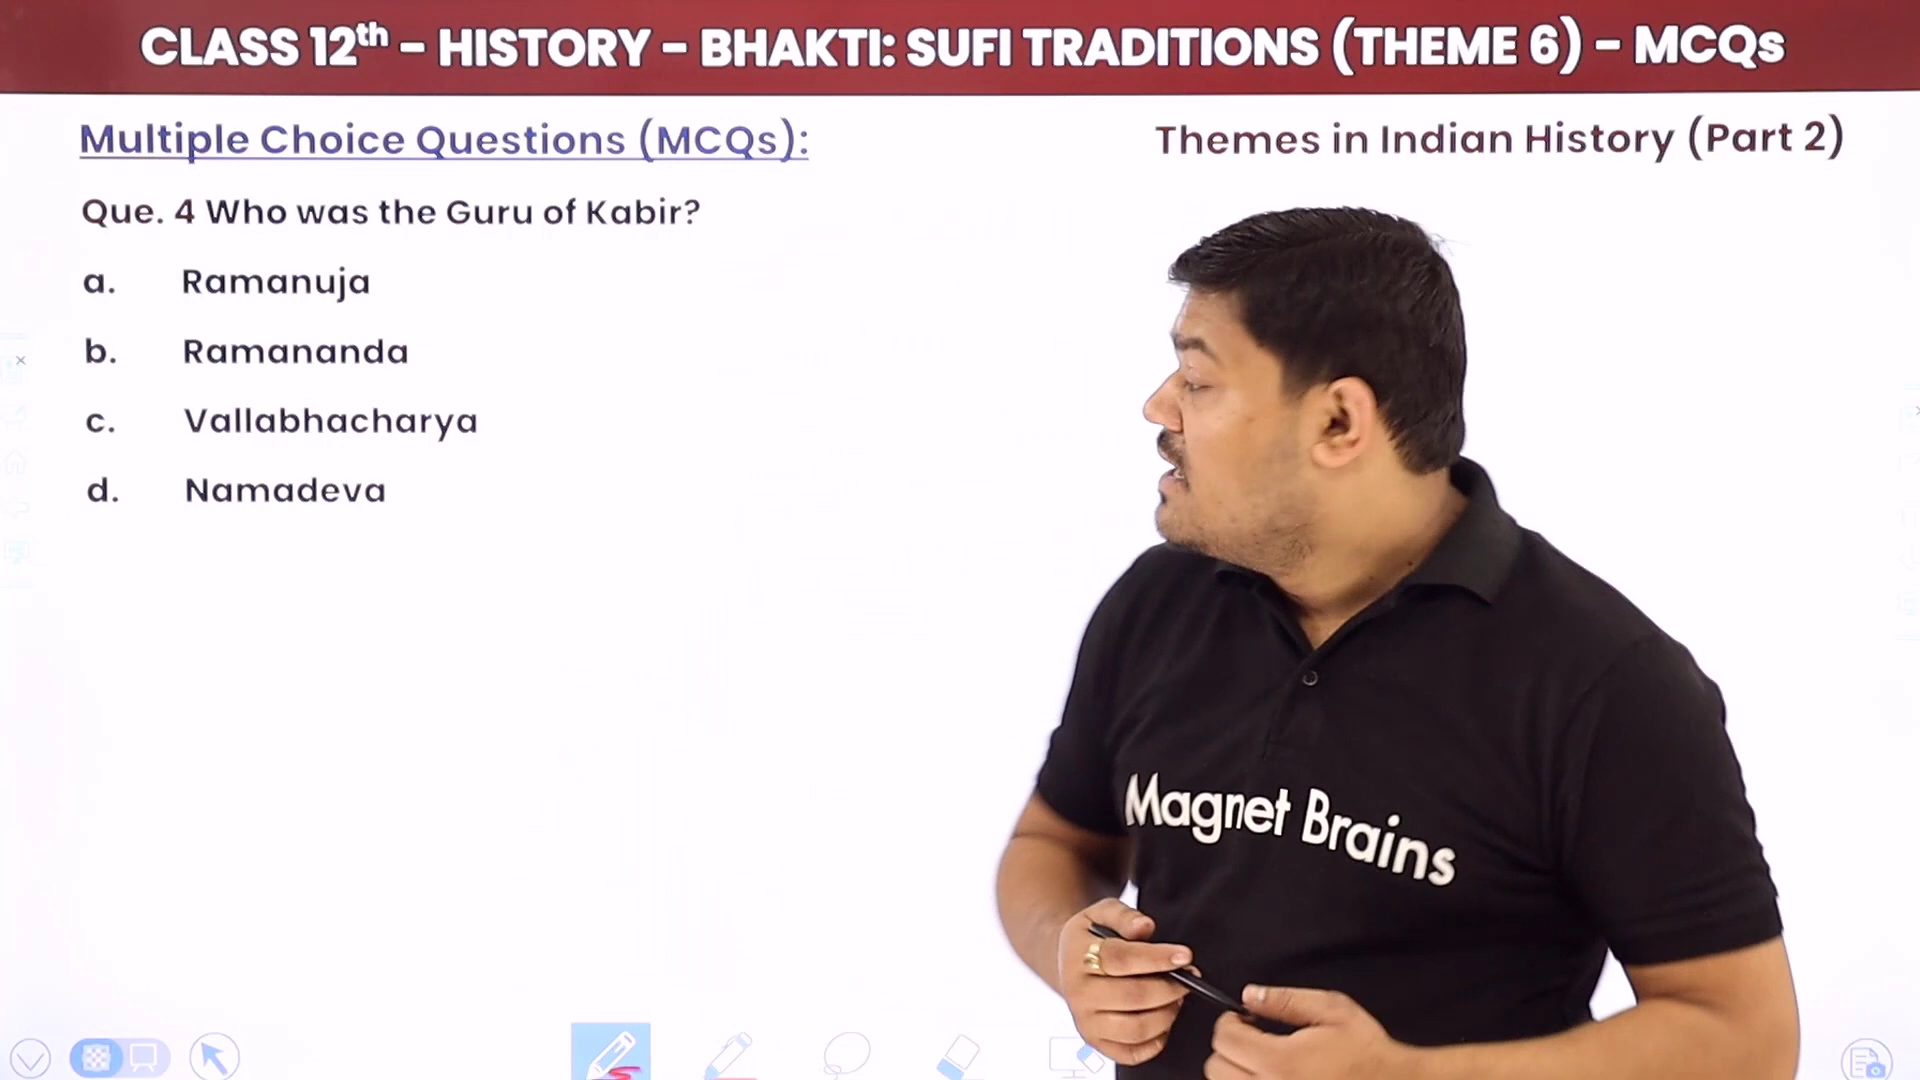 CLASS 12th - HISTORY - BHAKTI: SUFI TRADITIONS (THEME 6) - MCQs
Multiple Choice Questions (MCQs):
Themes in Indian History (Part 2)
Que. 4 Who was the Guru of Kabir?
a. Ramanuja
b. Ramananda
c. Vallabhacharya
d. Namadeva
Magnet Brains